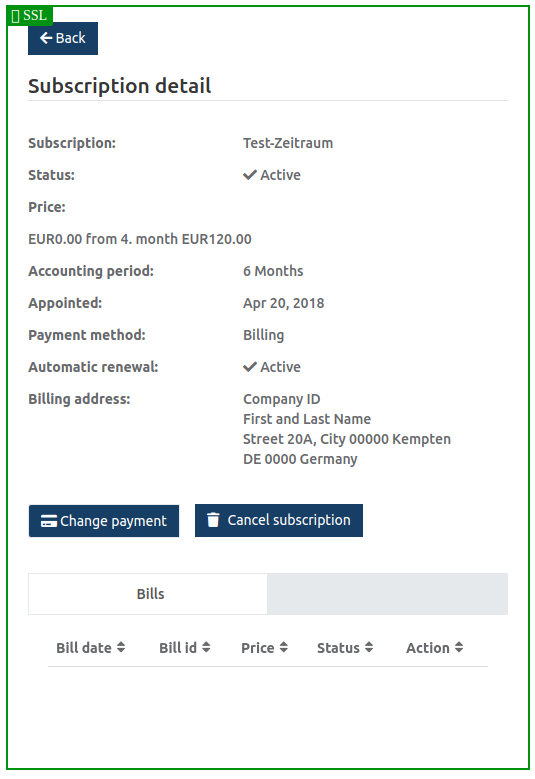 SSL
Back
Subscription detail
Subscription: Test-Zeitraum
Status: Active
Price:
EUR0.00 from 4. month EUR120.00
Accounting period: 6 Months
Appointed: Apr 20, 2018
Payment method: Billing
Automatic renewal: Active
Billing address: Company ID
First and Last Name
Street 20A, City 00000 Kempten
DE 0000 Germany
Change payment Cancel subscription
Bills
Bill date Bill id Price Status Action